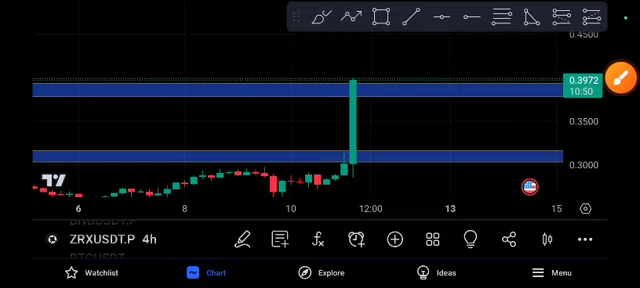 0.4500
0.3972
10:50
0.3500
0.3000
6 8 10 12:00 13 15
BNBUSDT.P
ZRXUSDT.P 4h
BTCUSDT.P
Watchlist Chart Explore Ideas Menu